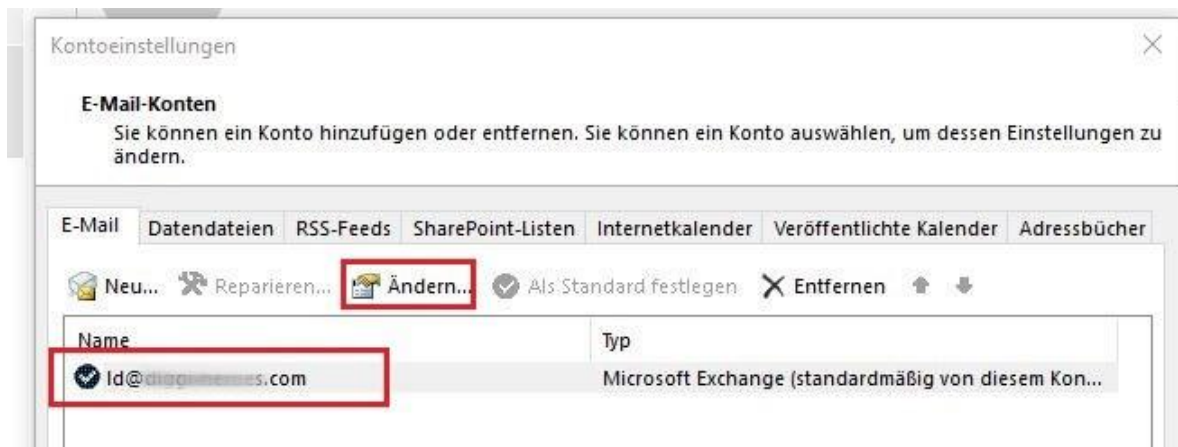 Kontoeinstellungen
E-Mail-Konten
Sie können ein Konto hinzufügen oder entfernen. Sie können ein Konto auswählen, um dessen Einstellungen zu
ändern.
E-Mail Datendateien RSS-Feeds SharePoint-Listen Internetkalender Veröffentlichte Kalender Adressbücher
Neu... Reparieren... Ändern... Als Standard festlegen Entfernen
Name Typ
Microsoft Exchange (standardmäßig von diesem Kon...